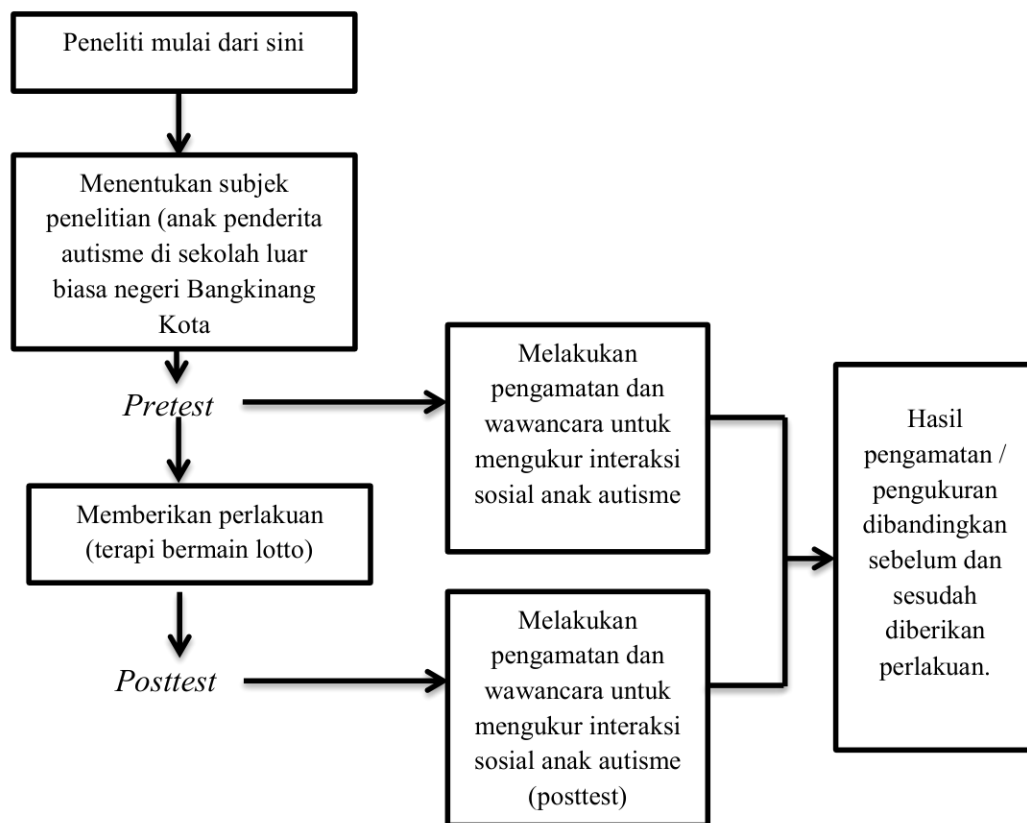 Peneliti mulai dari sini
Menentukan subjek
penelitian (anak penderita
autisme di sekolah luar
biasa negeri Bangkinang
Kota
Pretest
Melakukan
pengamatan dan
wawancara untuk
mengukur interaksi
sosial anak autisme
Memberikan perlakuan
(terapi bermain lotto)
Posttest
Melakukan
pengamatan dan
wawancara untuk
mengukur interaksi
sosial anak autisme
(posttest)
Hasil
pengamatan /
pengukuran
dibandingkan
sebelum dan
sesudah
diberikan
perlakuan.